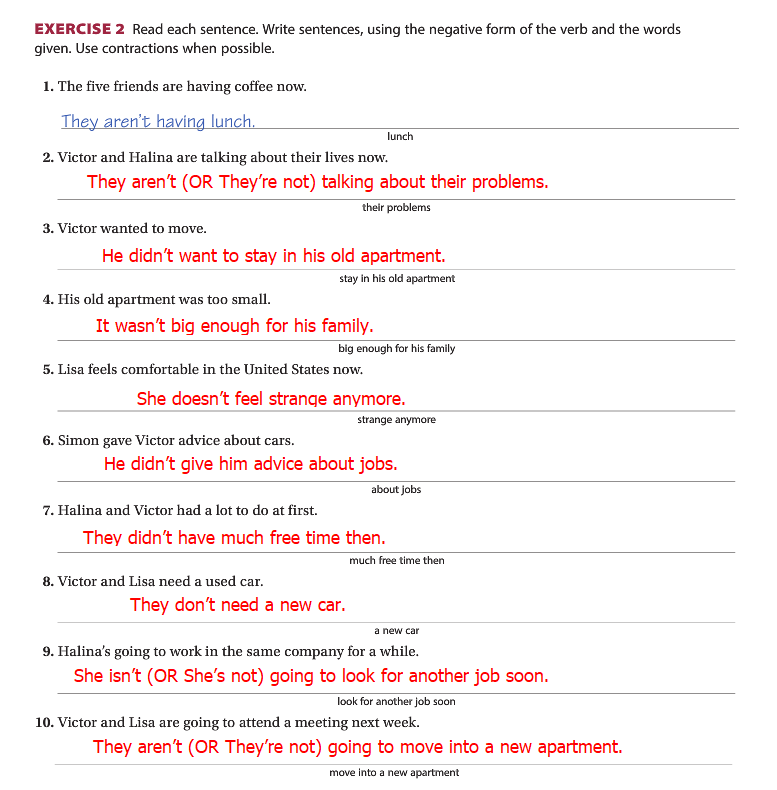 EXERCISE 2 Read each sentence. Write sentences, using the negative form of the verb and the words
given. Use contractions when possible.
1. The five friends are having coffee now.
They aren't having lunch.
lunch
2. Victor and Halina are talking about their lives now.
They aren't (OR They're not) talking about their problems.
their problems
3. Victor wanted to move.
He didn't want to stay in his old apartment.
stay in his old apartment
4. His old apartment was too small.
It wasn't big enough for his family.
big enough for his family
5. Lisa feels comfortable in the United States now.
She doesn't feel strange anymore.
strange anymore
6. Simon gave Victor advice about cars.
He didn't give him advice about jobs.
about jobs
7. Halina and Victor had a lot to do at first.
They didn't have much free time then.
much free time then
8. Victor and Lisa need a used car.
They don't need a new car.
a new car
9. Halina's going to work in the same company for a while.
She isn't (OR She's not) going to look for another job soon.
look for another job soon
10. Victor and Lisa are going to attend a meeting next week.
They aren't (OR They're not) going to move into a new apartment.
move into a new apartment